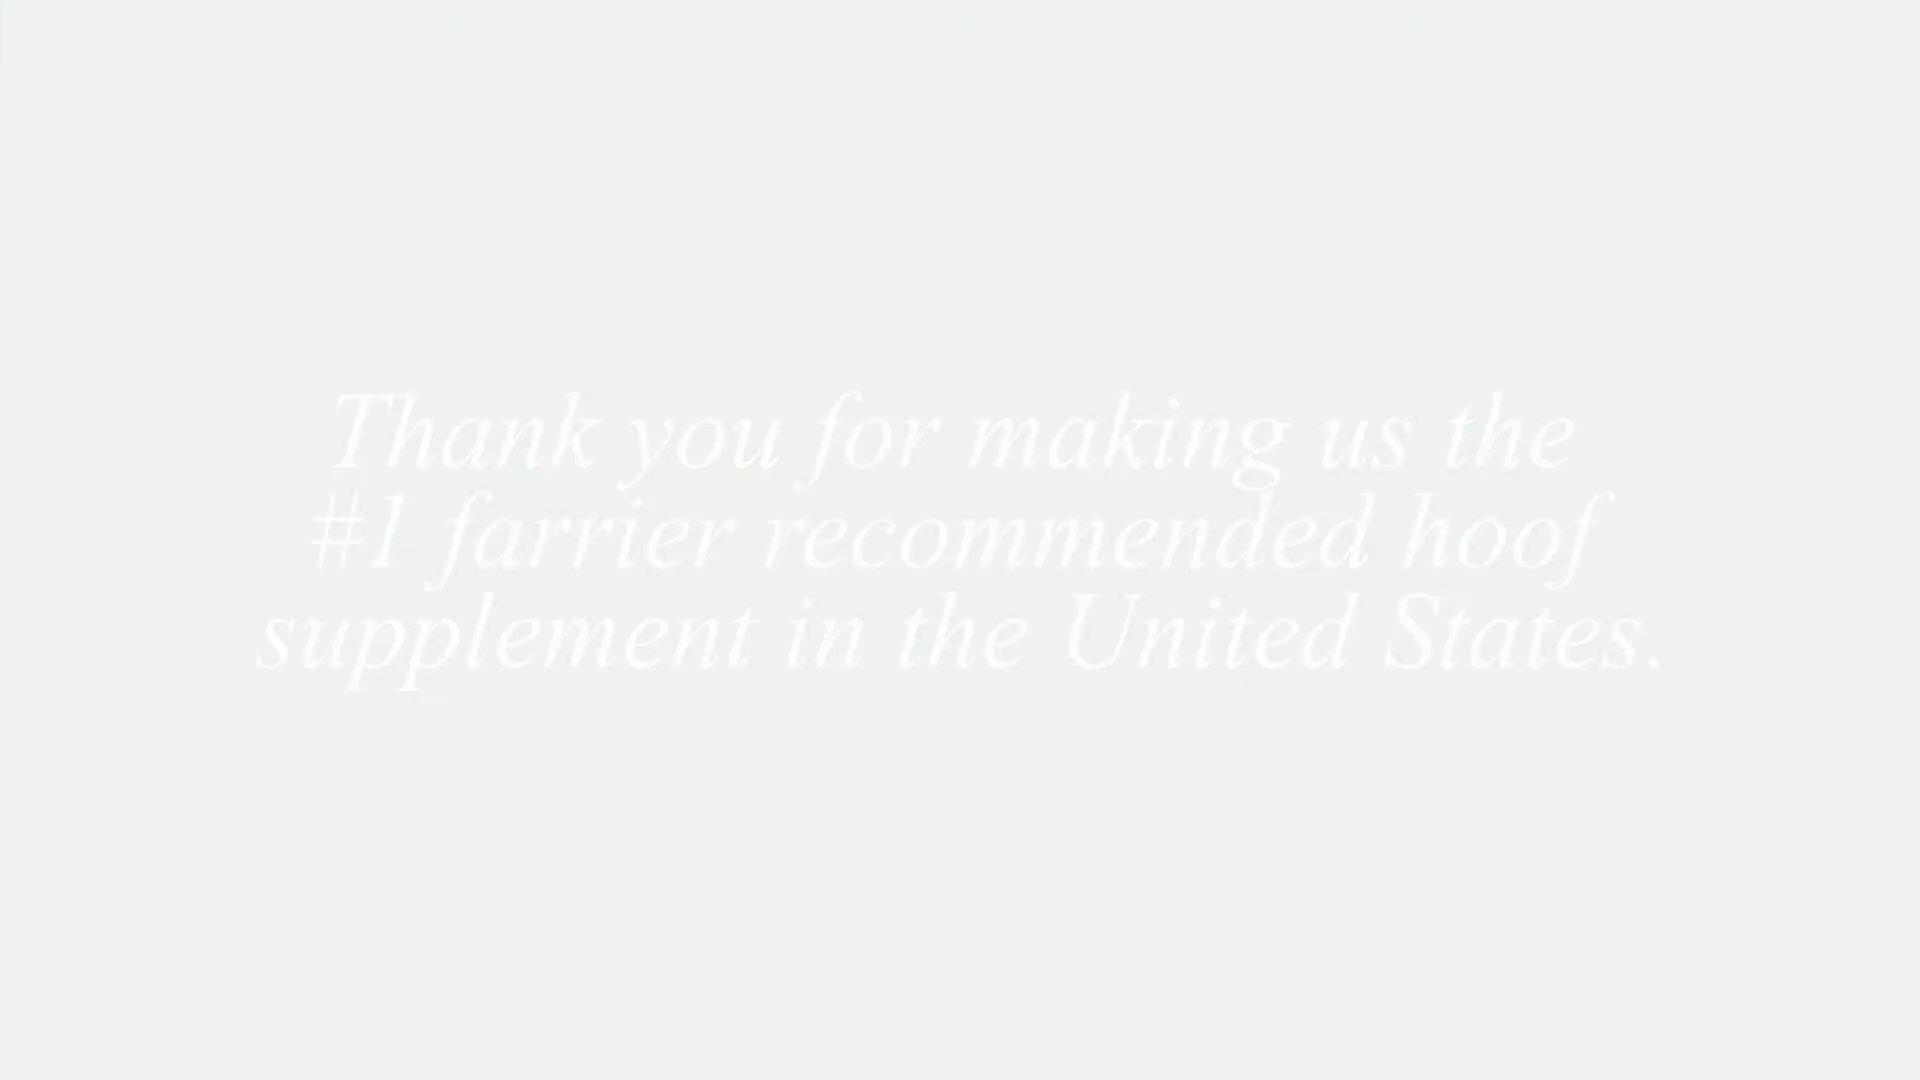 Thank you for making us the
#1 farrier recommended hoof
supplement in the United States.